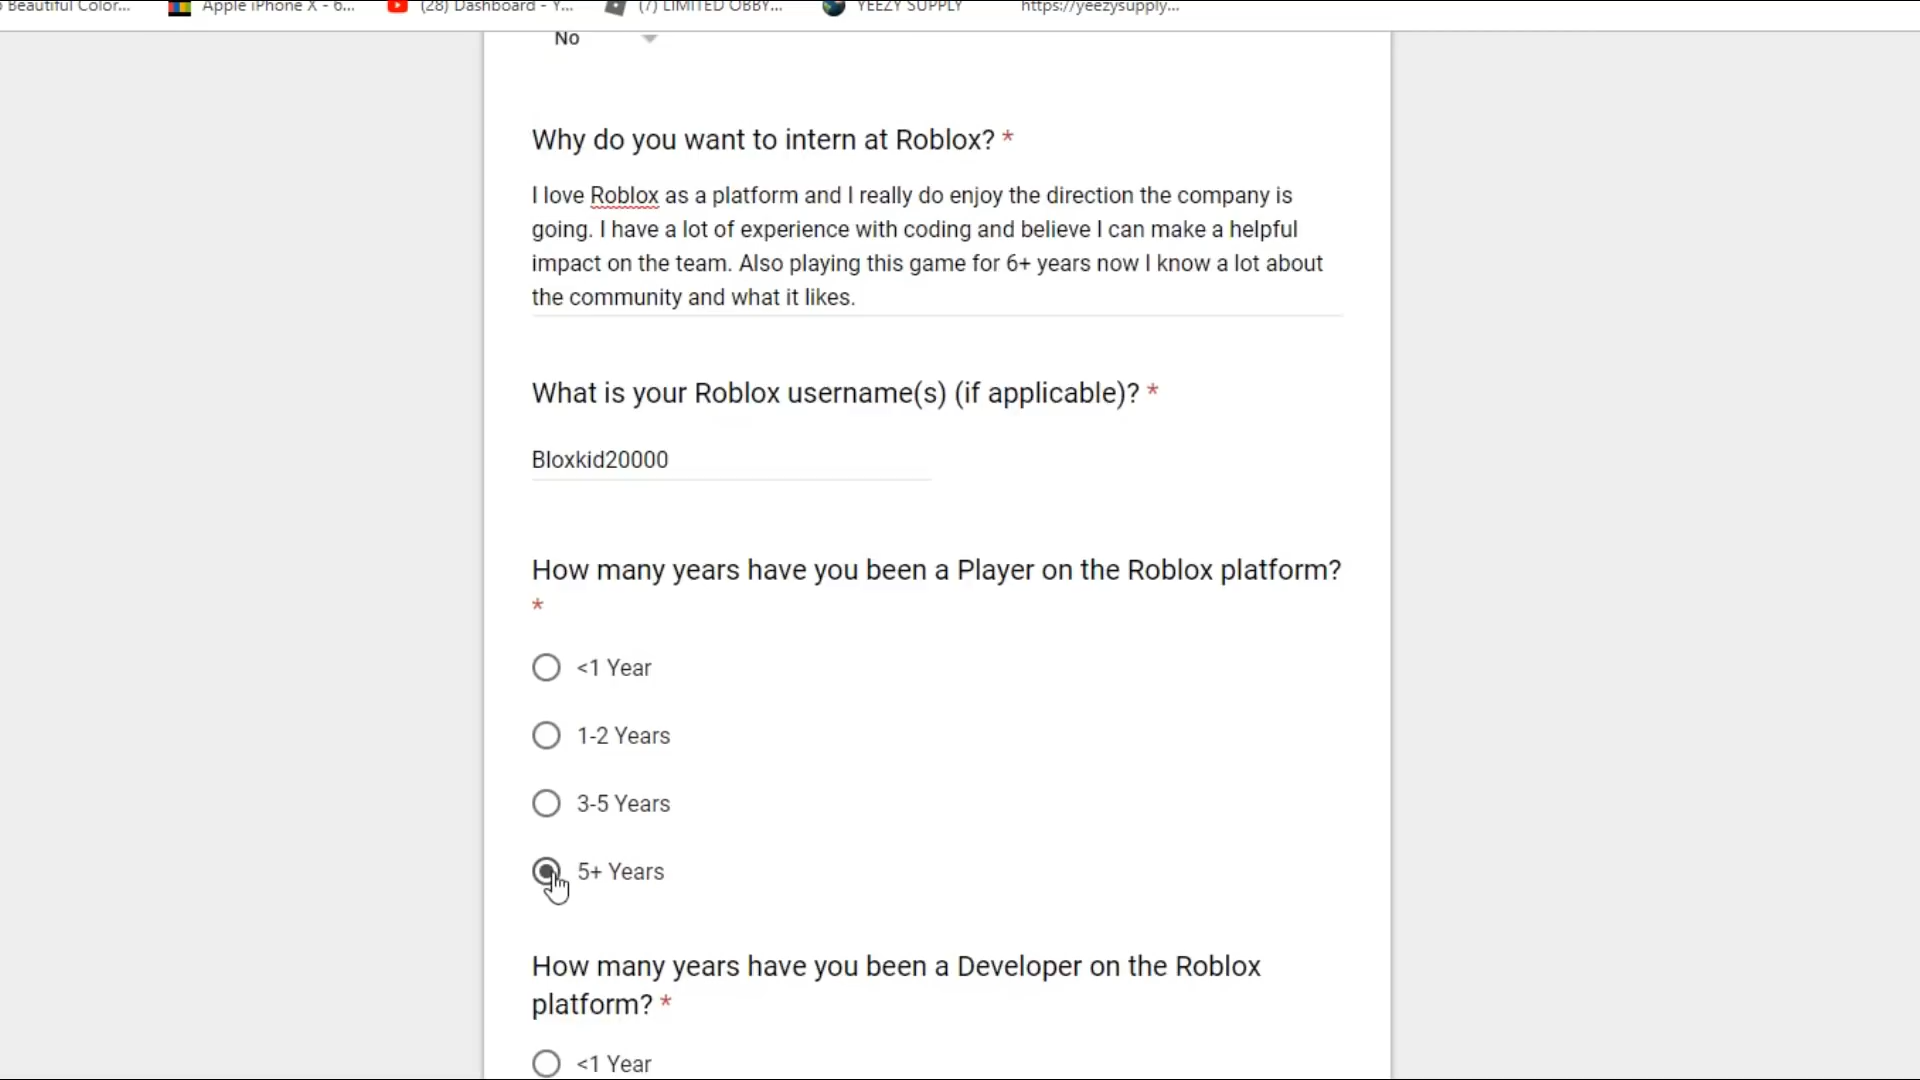 Beautiful Color... Apple iPhone X - 6... (28) Dashboard - Y... (7) LIMITED OBBY... YEEZY SUPPLY https://yeezysupply...
No
Why do you want to intern at Roblox? *
I love Roblox as a platform and I really do enjoy the direction the company is
going. I have a lot of experience with coding and believe I can make a helpful
impact on the team. Also playing this game for 6+ years now I know a lot about
the community and what it likes.
What is your Roblox username(s) (if applicable)? *
Bloxkid20000
How many years have you been a Player on the Roblox platform?
*
<1 Year
1-2 Years
3-5 Years
5+ Years
How many years have you been a Developer on the Roblox
platform? *
<1 Year